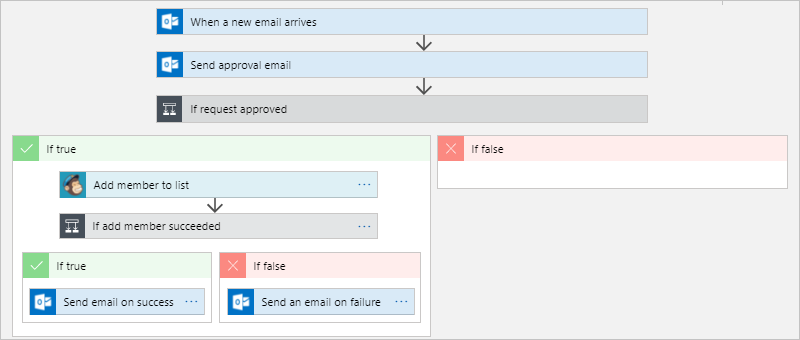 When a new email arrives
Send approval email
If request approved
If true
If false
Add member to list
If add member succeeded
If true
If false
Send email on success
Send an email on failure